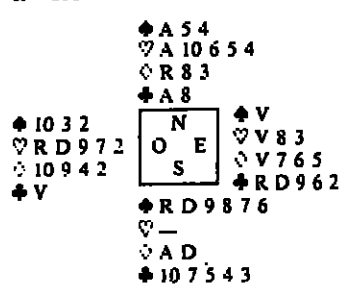 ♠ A 5 4
♡ A 10 6 5 4
♢ R 8 3
♣ A 8
♠ 10 3 2
♡ R D 9 7 2
♢ 10 9 4 2
♣ V
N
O E
S
♠ V
♡ V 8 3
♢ V 7 6 5
♣ R D 9 6 2
♠ R D 9 8 7 6
♡ —
♢ A D
♣ 10 7 5 4 3